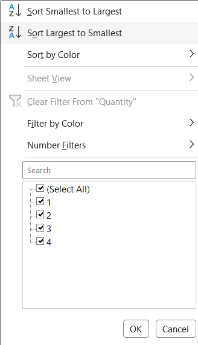 Sort Smallest to Largest
Sort Largest to Smallest
Sort by Color
Sheet View
Clear Filter From "Quantity"
Filter by Color
Number Filters
Search
(Select All)
1
2
3
4
OK Cancel